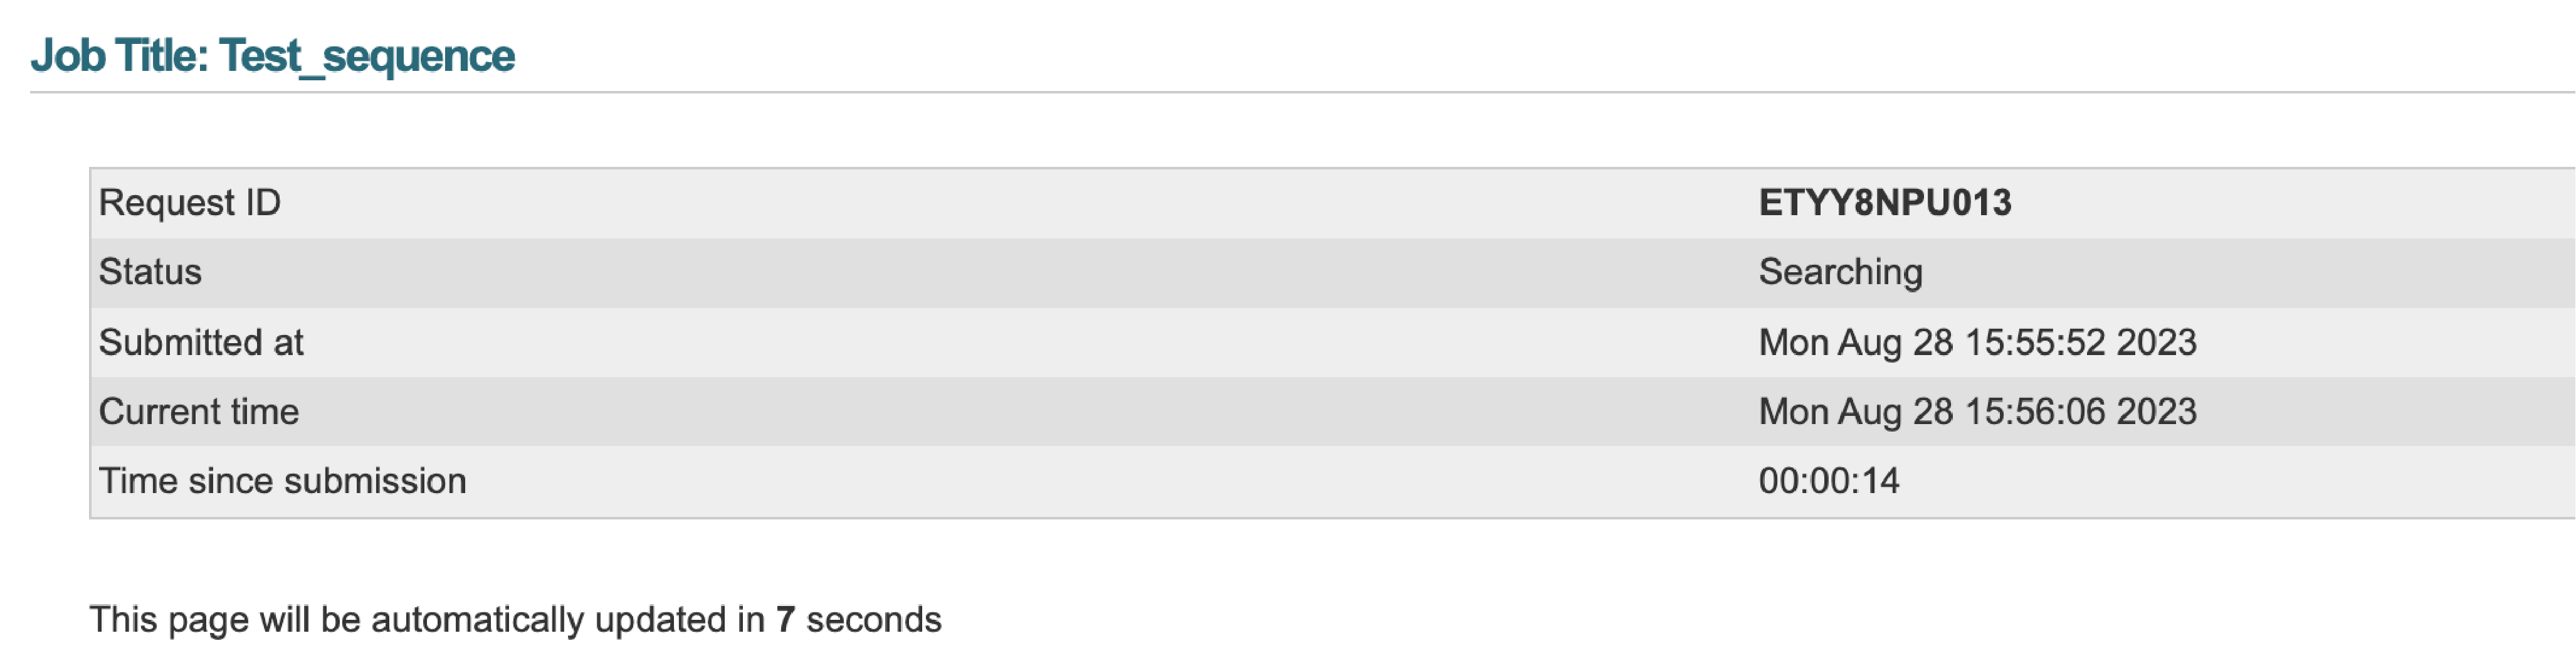 Job Title: Test_sequence
Request ID ETYY8NPU013
Status Searching
Submitted at Mon Aug 28 15:55:52 2023
Current time Mon Aug 28 15:56:06 2023
Time since submission 00:00:14
This page will be automatically updated in 7 seconds